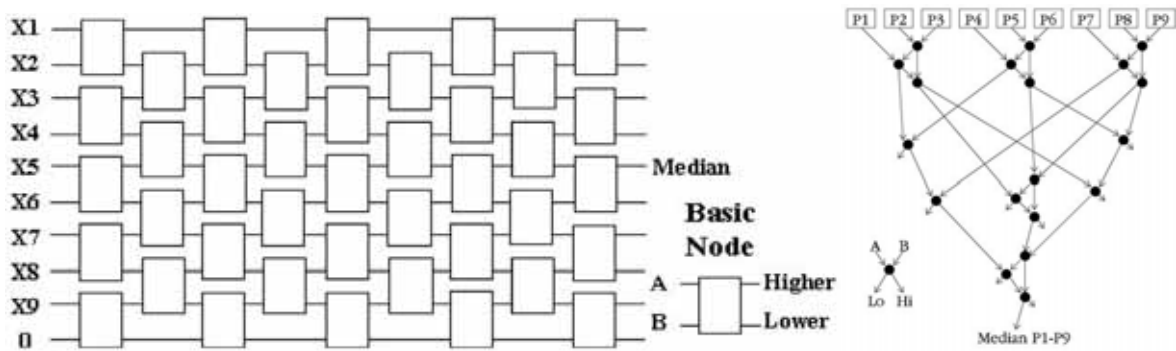 X1
X2
X3
X4
X5
X6
X7
X8
X9
0
Median
Basic
Node
A
Higher
B
Lower
P1 P2 P3 P4 P5 P6 P7 P8 P9
A B
Lo Hi
Median P1-P9